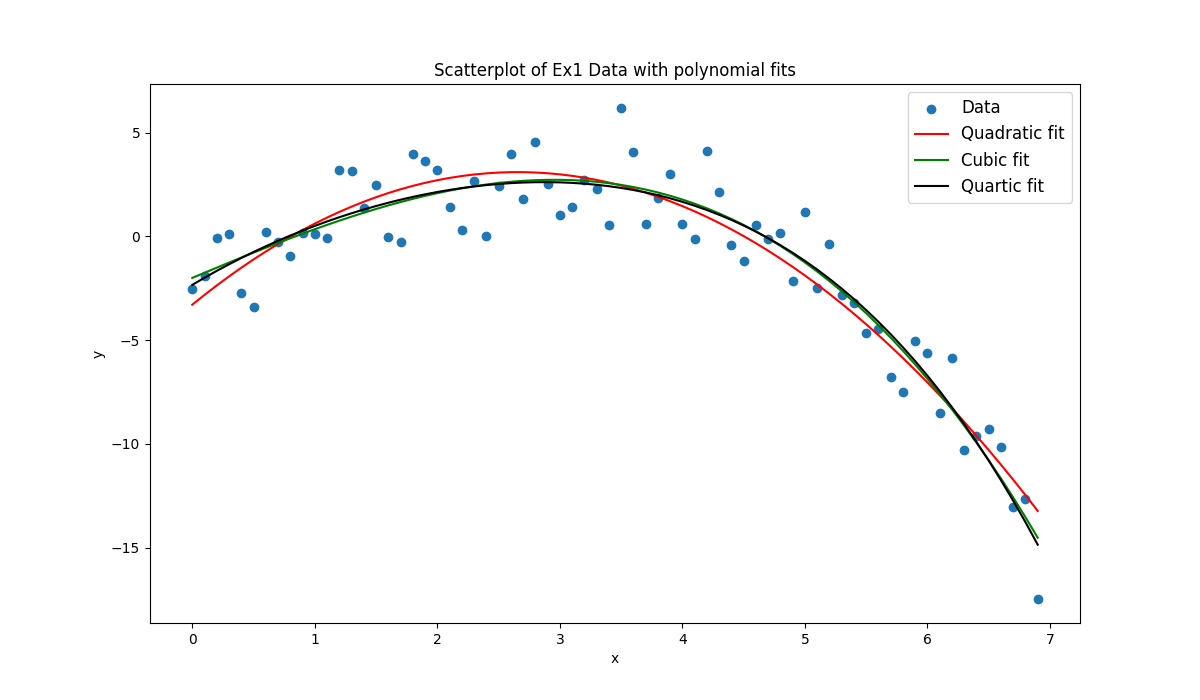 Scatterplot of Ex1 Data with polynomial fits
Data
Quadratic fit
Cubic fit
Quartic fit
5
0
−5
−10
−15
y
0 1 2 3 4 5 6 7
x